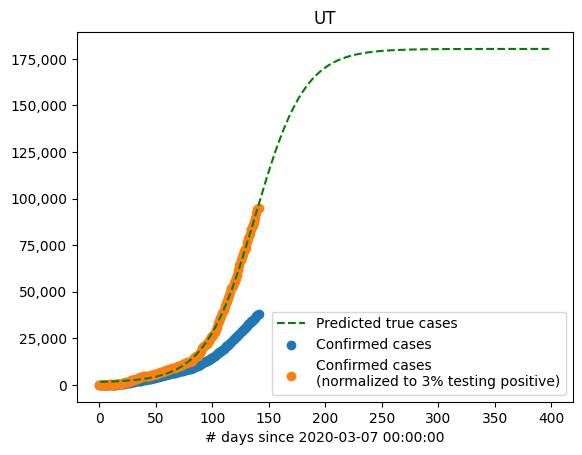 UT
175,000
150,000
125,000
100,000
75,000
50,000
25,000
0
Predicted true cases
Confirmed cases
Confirmed cases
(normalized to 3% testing positive)
0 50 100 150 200 250 300 350 400
# days since 2020-03-07 00:00:00